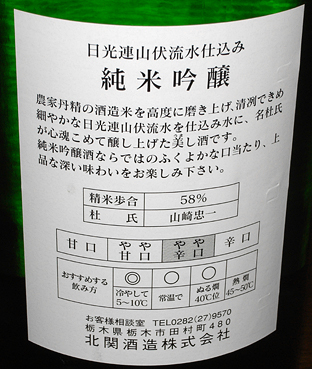 日光連山伏流水仕込み
純米吟醸
農家丹精の酒造米を高度に磨き上げ、清冽できめ
細やかな日光連山伏流水を仕込み水に、名杜氏
が心魂こめて醸し上げた美し酒です。
純米吟醸酒ならではのふくよかな口当たり、上
品な深い味わいをお楽しみ下さい。
精米歩合 58%
杜氏 山崎忠一
甘口 やや甘口 やや辛口 辛口
おすすめする飲み方
◎ ○ ○
冷やして 5〜10℃ 常温で ぬる燗 40℃位 熱燗 45〜50℃
お客様相談室 TEL0282(27)9570
栃木県栃木市田村町480
北関酒造株式会社